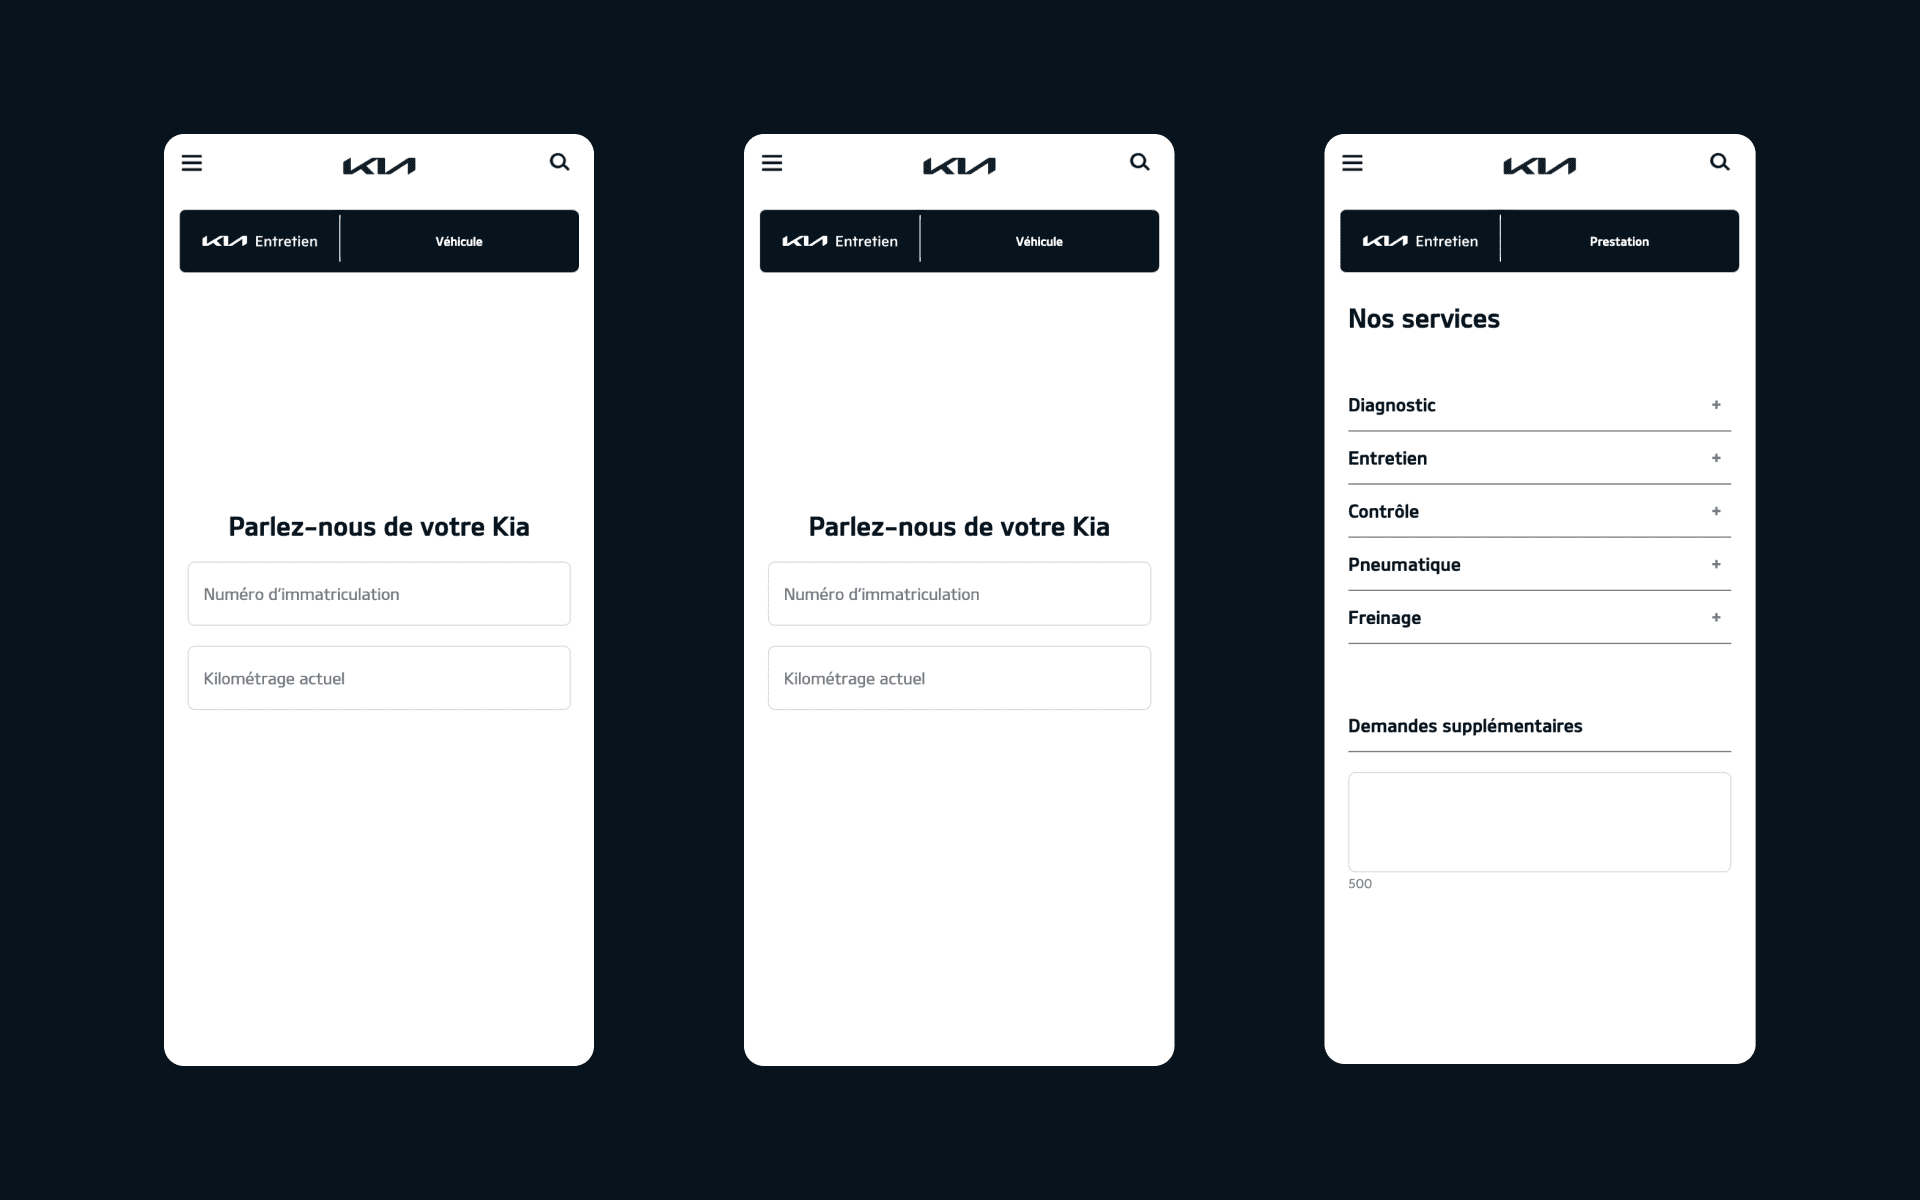 KIA
KIA Entretien
Véhicule
Parlez-nous de votre Kia
Numéro d'immatriculation
Kilométrage actuel
KIA
KIA Entretien
Véhicule
Parlez-nous de votre Kia
Numéro d'immatriculation
Kilométrage actuel
KIA
KIA Entretien
Prestation
Nos services
Diagnostic +
Entretien +
Contrôle +
Pneumatique +
Freinage +
Demandes supplémentaires
500